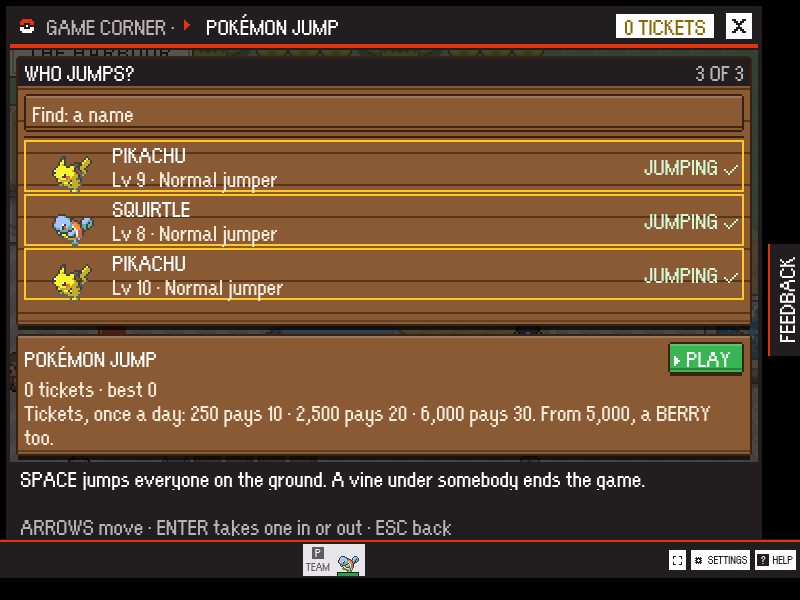 GAME CORNER · POKÉMON JUMP
0 TICKETS X
WHO JUMPS? 3 OF 3
Find: a name
PIKACHU
Lv 9 · Normal jumper
JUMPING ✓
SQUIRTLE
Lv 8 · Normal jumper
JUMPING ✓
PIKACHU
Lv 10 · Normal jumper
JUMPING ✓
POKÉMON JUMP
PLAY
0 tickets · best 0
Tickets, once a day: 250 pays 10 · 2,500 pays 20 · 6,000 pays 30. From 5,000, a BERRY
too.
SPACE jumps everyone on the ground. A vine under somebody ends the game.
ARROWS move · ENTER takes one in or out · ESC back
P
TEAM
SETTINGS
? HELP
FEEDBACK